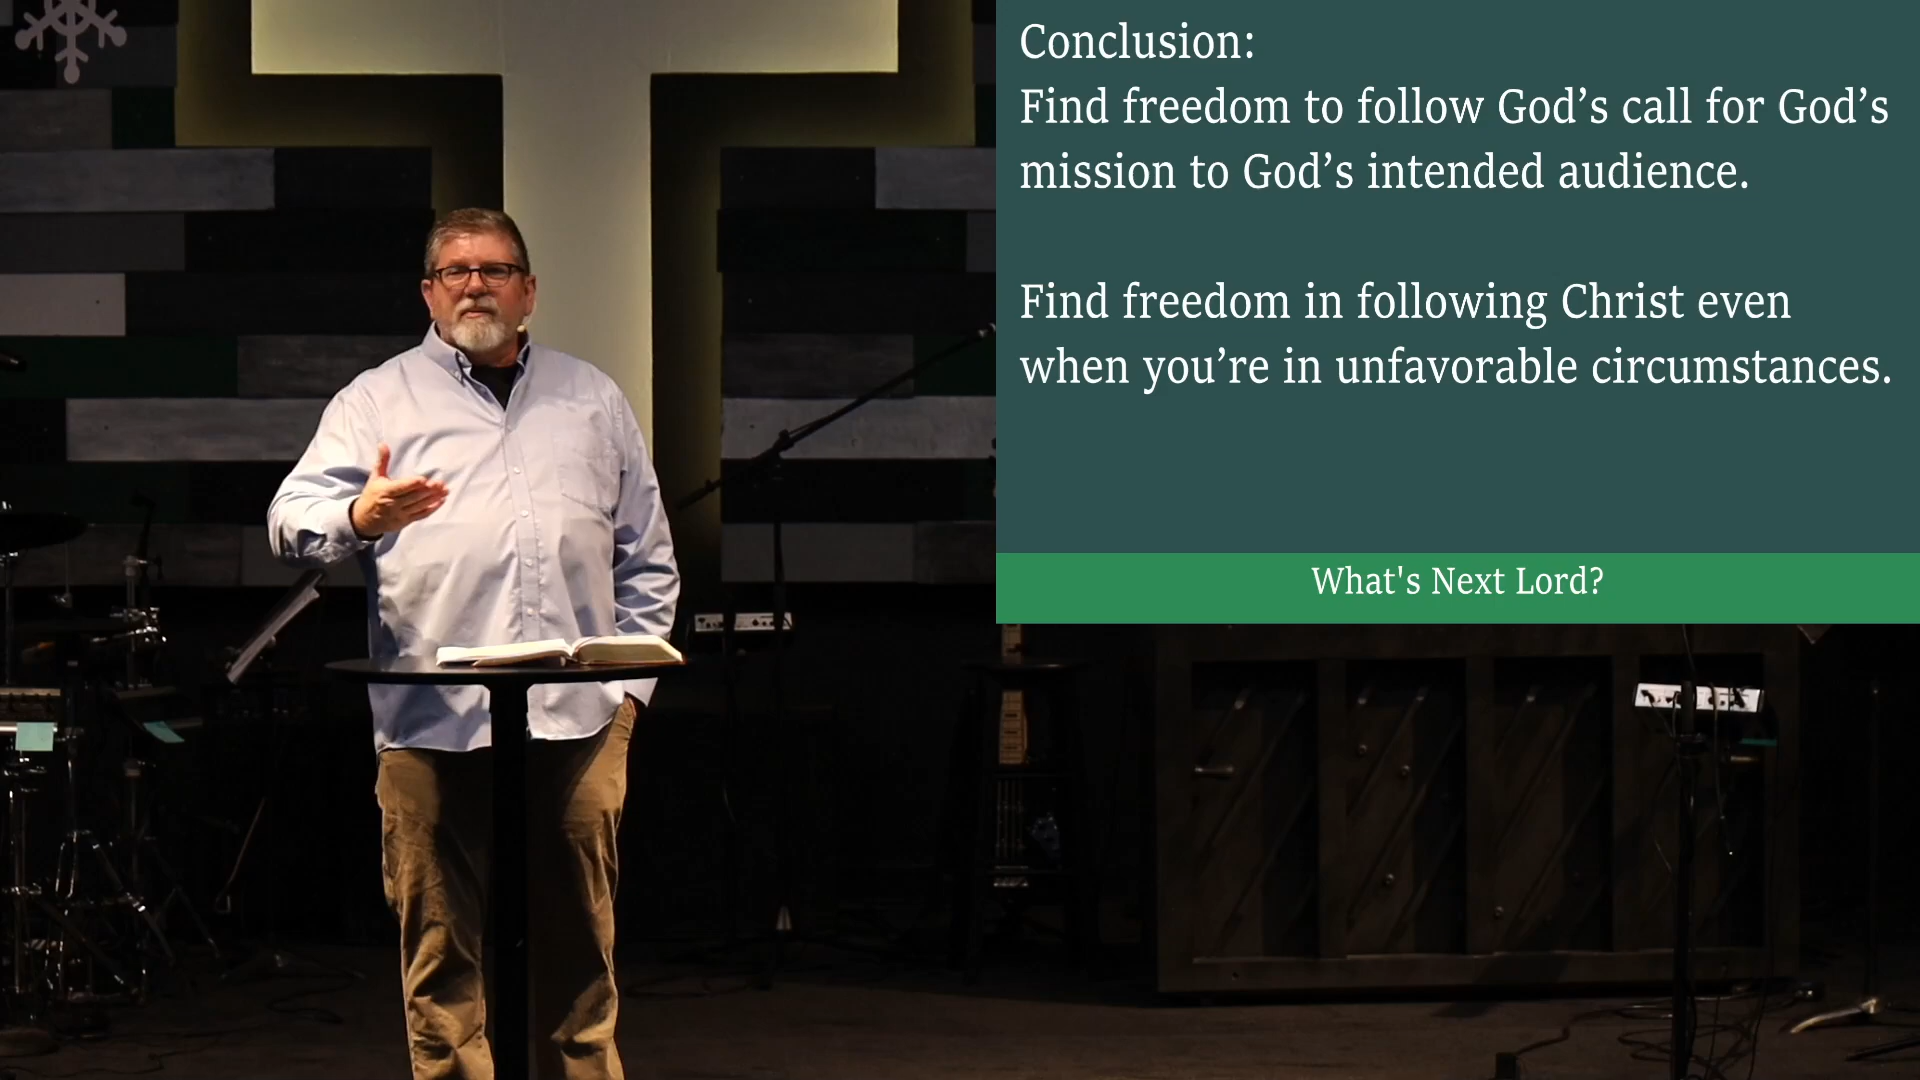 Conclusion:
Find freedom to follow God’s call for God’s
mission to God’s intended audience.
Find freedom in following Christ even
when you’re in unfavorable circumstances.
What's Next Lord?